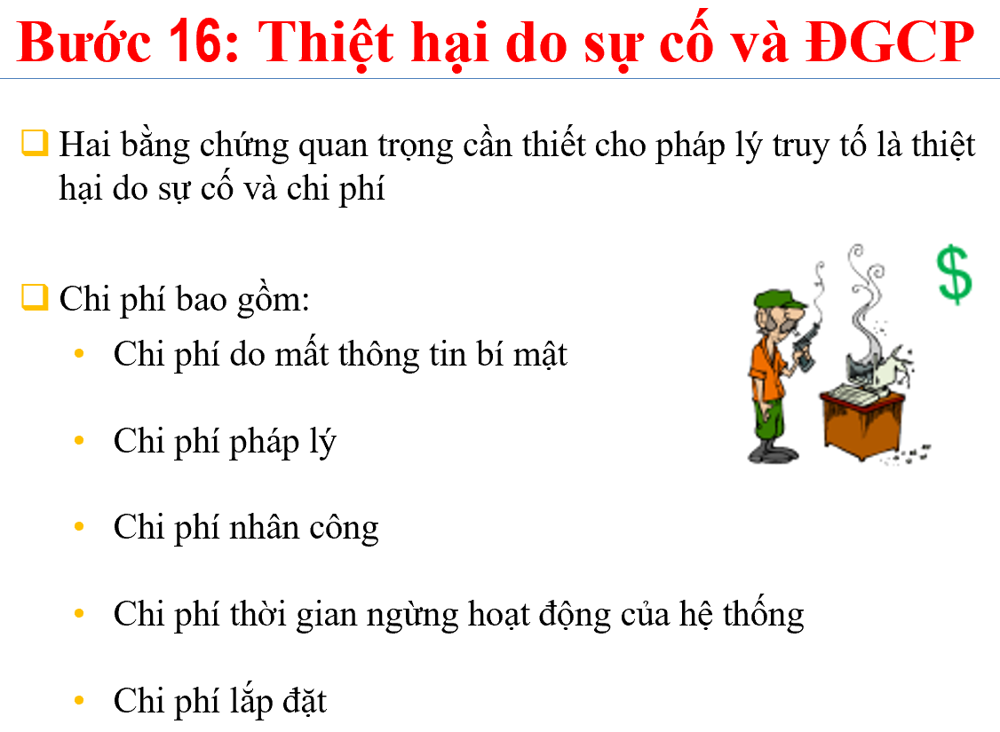 Bước 16: Thiệt hại do sự cố và ĐGCP
Hai bằng chứng quan trọng cần thiết cho pháp lý truy tố là thiệt
hại do sự cố và chi phí
$
Chi phí bao gồm:
• Chi phí do mất thông tin bí mật
• Chi phí pháp lý
• Chi phí nhân công
• Chi phí thời gian ngừng hoạt động của hệ thống
• Chi phí lắp đặt